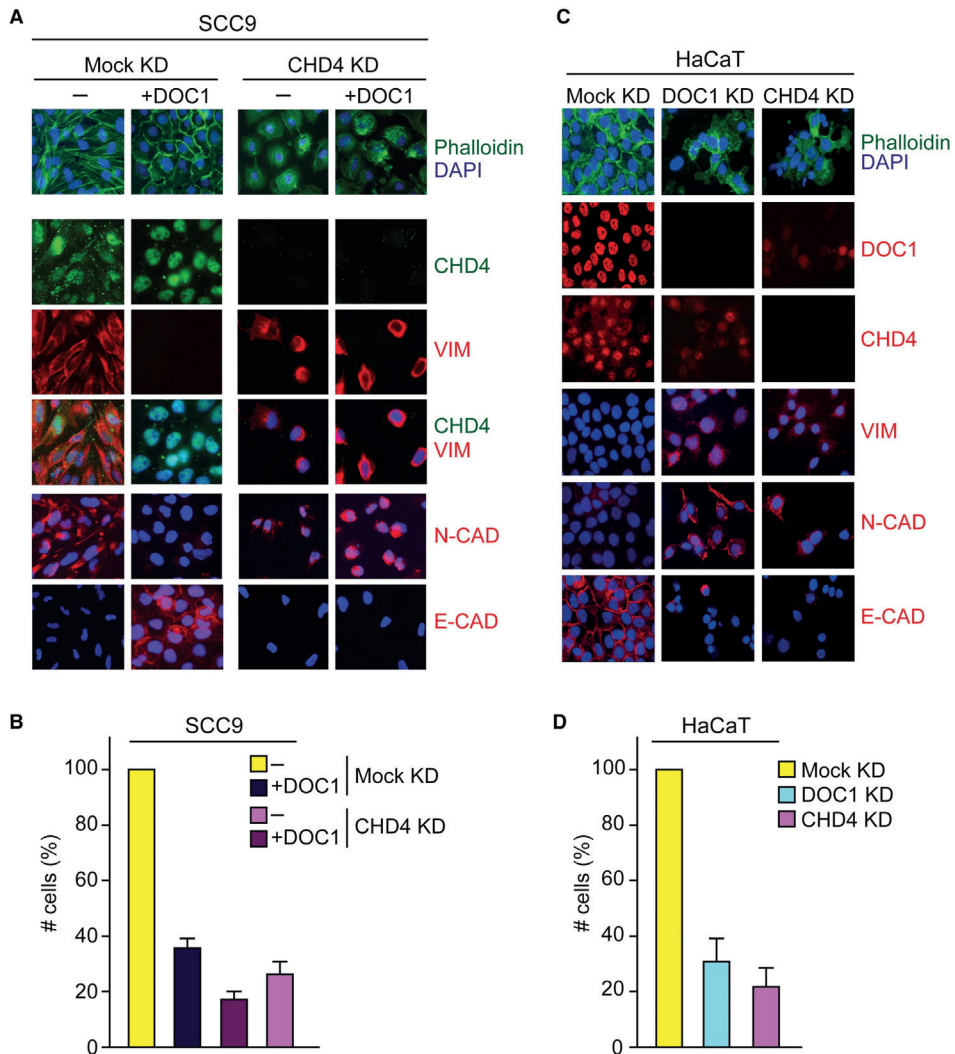 A
SCC9
Mock KD CHD4 KD
– +DOC1 – +DOC1
Phalloidin
DAPI
CHD4
VIM
CHD4
VIM
N-CAD
E-CAD
C
HaCaT
Mock KD DOC1 KD CHD4 KD
Phalloidin
DAPI
DOC1
CHD4
VIM
N-CAD
E-CAD
B
SCC9
# cells (%)
100
80
60
40
20
0
–
+DOC1
Mock KD
–
+DOC1
CHD4 KD
D
HaCaT
# cells (%)
100
80
60
40
20
0
Mock KD
DOC1 KD
CHD4 KD